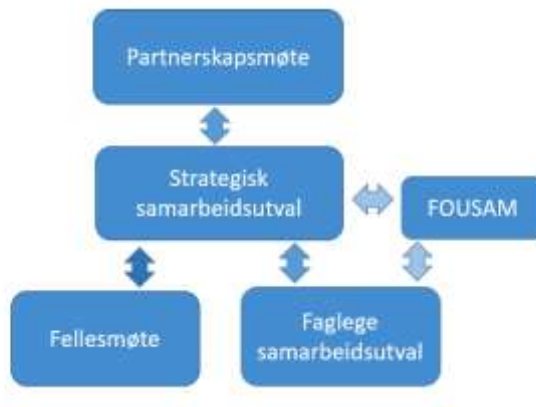 Partnerskapsmøte
Strategisk
samarbeidsutval
FOUSAM
Fellesmøte
Faglege
samarbeidsutval